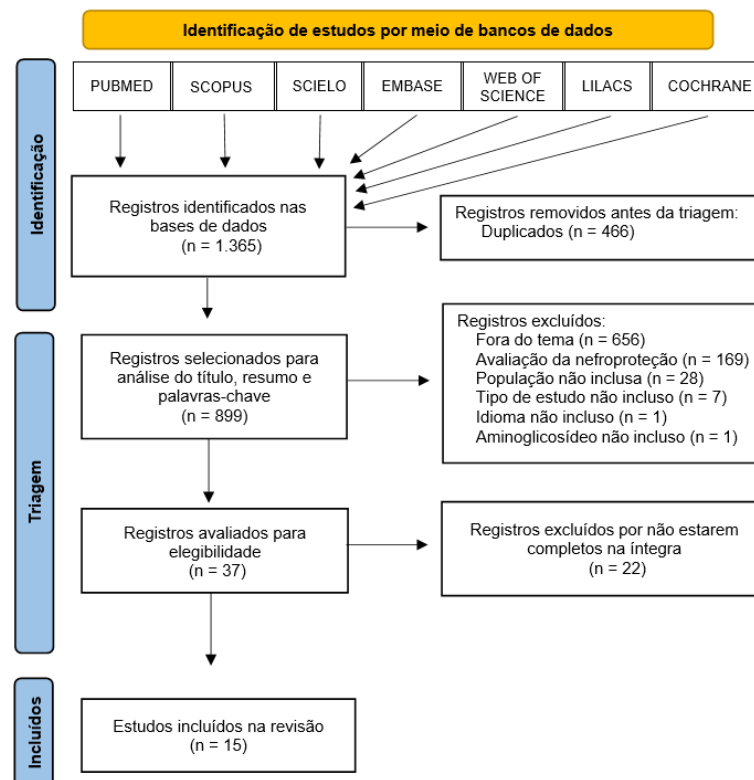 Identificação de estudos por meio de bancos de dados
Identificação
PUBMED
SCOPUS
SCIELO
EMBASE
WEB OF
SCIENCE
LILACS
COCHRANE
Registros identificados nas
bases de dados
(n = 1.365)
Registros removidos antes da triagem:
Duplicados (n = 466)
Triagem
Registros selecionados para
análise do título, resumo e
palavras-chave
(n = 899)
Registros excluídos:
Fora do tema (n = 656)
Avaliação da nefroproteção (n = 169)
População não inclusa (n = 28)
Tipo de estudo não incluso (n = 7)
Idioma não incluso (n = 1)
Aminoglicosídeo não incluso (n = 1)
Registros avaliados para
elegibilidade
(n = 37)
Registros excluídos por não estarem
completos na íntegra
(n = 22)
Incluídos
Estudos incluídos na revisão
(n = 15)